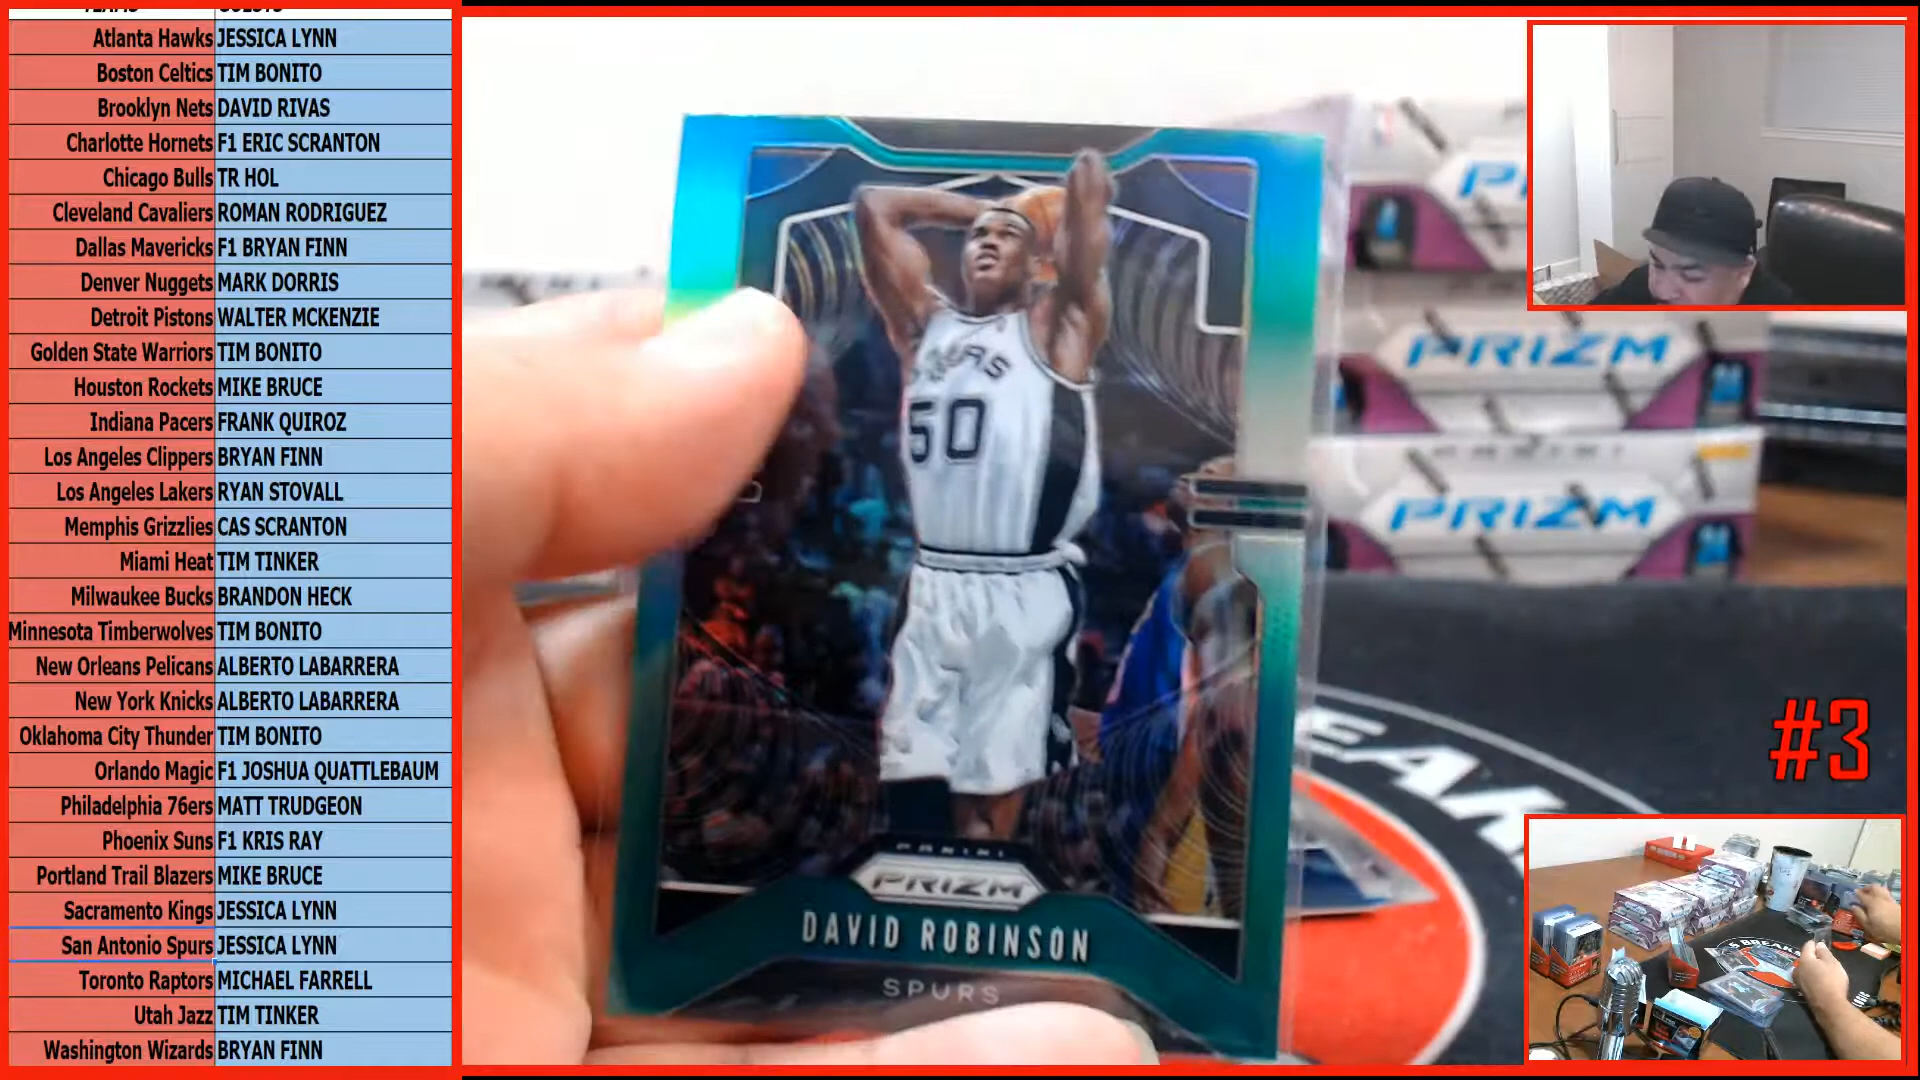 Atlanta Hawks JESSICA LYNN
Boston Celtics TIM BONITO
Brooklyn Nets DAVID RIVAS
Charlotte Hornets F1 ERIC SCRANTON
Chicago Bulls TR HOL
Cleveland Cavaliers ROMAN RODRIGUEZ
Dallas Mavericks F1 BRYAN FINN
Denver Nuggets MARK DORRIS
Detroit Pistons WALTER MCKENZIE
Golden State Warriors TIM BONITO
Houston Rockets MIKE BRUCE
Indiana Pacers FRANK QUIROZ
Los Angeles Clippers BRYAN FINN
Los Angeles Lakers RYAN STOVALL
Memphis Grizzlies CAS SCRANTON
Miami Heat TIM TINKER
Milwaukee Bucks BRANDON HECK
Minnesota Timberwolves TIM BONITO
New Orleans Pelicans ALBERTO LABARRERA
New York Knicks ALBERTO LABARRERA
Oklahoma City Thunder TIM BONITO
Orlando Magic F1 JOSHUA QUATTLEBAUM
Philadelphia 76ers MATT TRUDGEON
Phoenix Suns F1 KRIS RAY
Portland Trail Blazers MIKE BRUCE
Sacramento Kings JESSICA LYNN
San Antonio Spurs JESSICA LYNN
Toronto Raptors MICHAEL FARRELL
Utah Jazz TIM TINKER
Washington Wizards BRYAN FINN
SPURS
50
PANINI
PRIZM
DAVID ROBINSON
SPURS
PRIZM
PANINI
PRIZM
#3